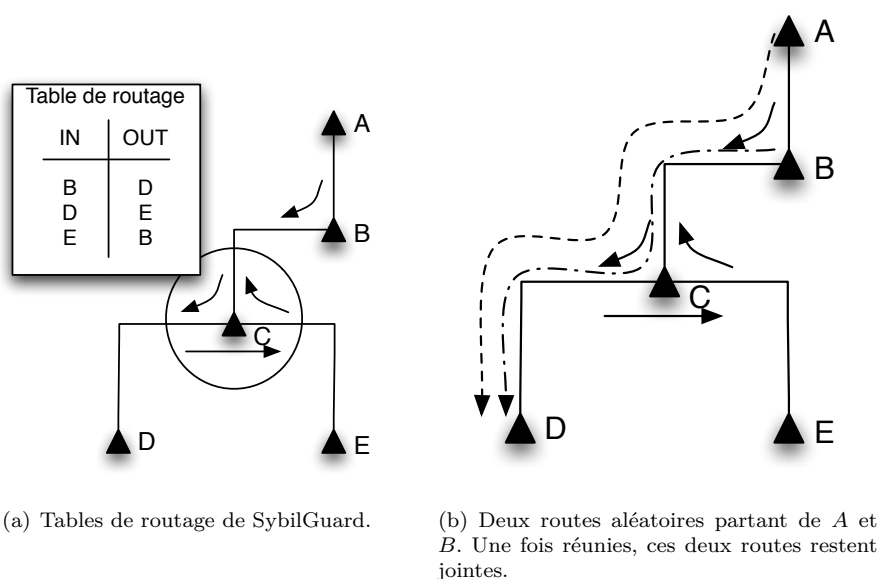 Table de routage
IN OUT
B D
D E
E B
A
B
C
D
E
A
B
C
D
E
(a) Tables de routage de SybilGuard.
(b) Deux routes aléatoires partant de A et
B. Une fois réunies, ces deux routes restent
jointes.